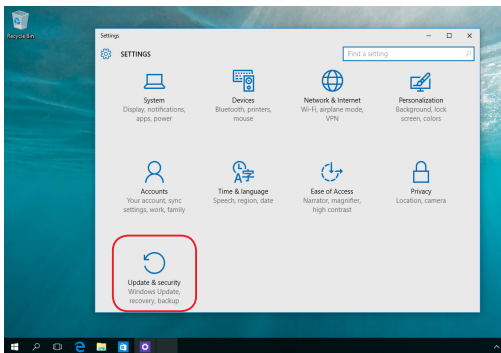 Recycle Bin
Settings
SETTINGS
Find a setting
System
Display, notifications,
apps, power
Devices
Bluetooth, printers,
mouse
Network & Internet
Wi-Fi, airplane mode,
VPN
Personalization
Background, lock
screen, colors
Accounts
Your account, sync
settings, work, family
Time & language
Speech, region, date
Ease of Access
Narrator, magnifier,
high contrast
Privacy
Location, camera
Update & security
Windows Update,
recovery, backup